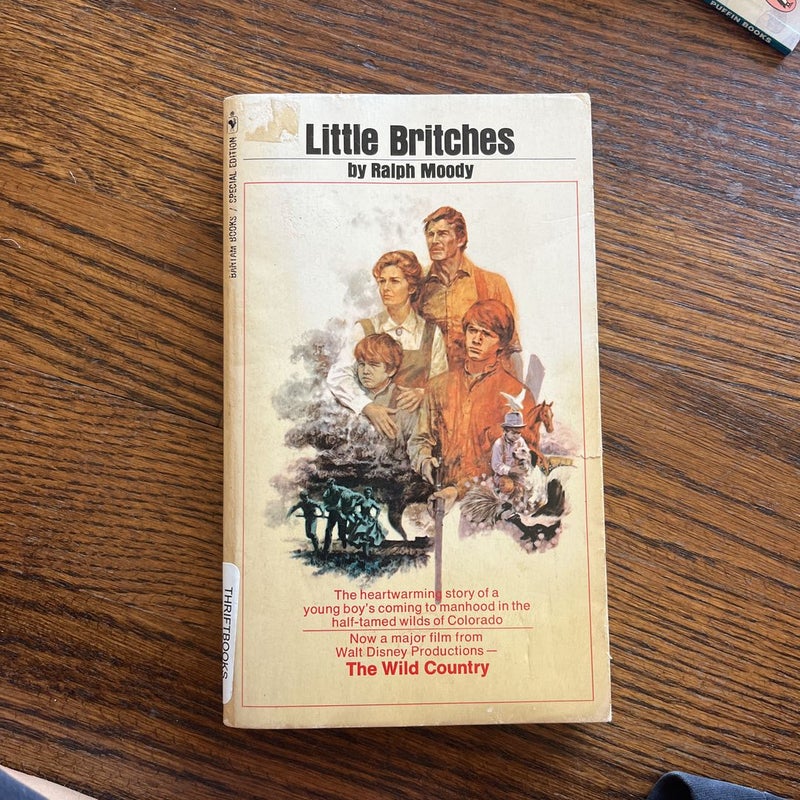 PUFFIN BOOKS
BANTAM BOOKS / SPECIAL EDITION
Little Britches
by Ralph Moody
The heartwarming story of a
young boy's coming to manhood in the
half-tamed wilds of Colorado
Now a major film from
Walt Disney Productions—
The Wild Country
THRIFTBOOKS